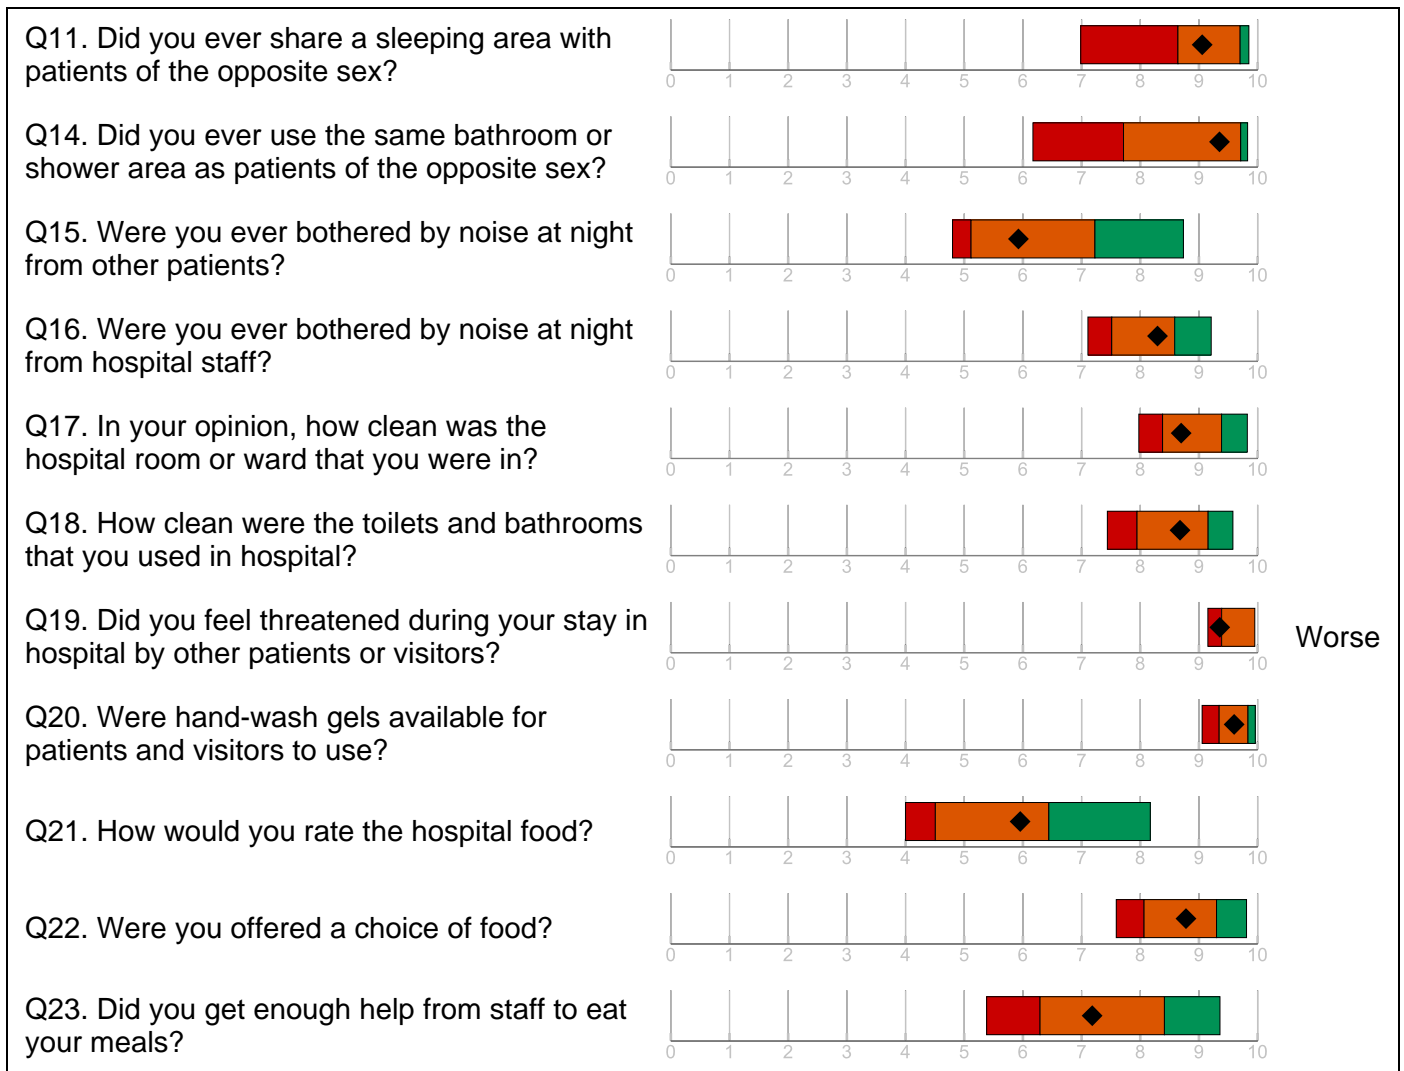 Q11. Did you ever share a sleeping area with
patients of the opposite sex?
0 1 2 3 4 5 6 7 8 9 10
Q14. Did you ever use the same bathroom or
shower area as patients of the opposite sex?
0 1 2 3 4 5 6 7 8 9 10
Q15. Were you ever bothered by noise at night
from other patients?
0 1 2 3 4 5 6 7 8 9 10
Q16. Were you ever bothered by noise at night
from hospital staff?
0 1 2 3 4 5 6 7 8 9 10
Q17. In your opinion, how clean was the
hospital room or ward that you were in?
0 1 2 3 4 5 6 7 8 9 10
Q18. How clean were the toilets and bathrooms
that you used in hospital?
0 1 2 3 4 5 6 7 8 9 10
Q19. Did you feel threatened during your stay in
hospital by other patients or visitors?
Worse
0 1 2 3 4 5 6 7 8 9 10
Q20. Were hand-wash gels available for
patients and visitors to use?
0 1 2 3 4 5 6 7 8 9 10
Q21. How would you rate the hospital food?
0 1 2 3 4 5 6 7 8 9 10
Q22. Were you offered a choice of food?
0 1 2 3 4 5 6 7 8 9 10
Q23. Did you get enough help from staff to eat
your meals?
0 1 2 3 4 5 6 7 8 9 10